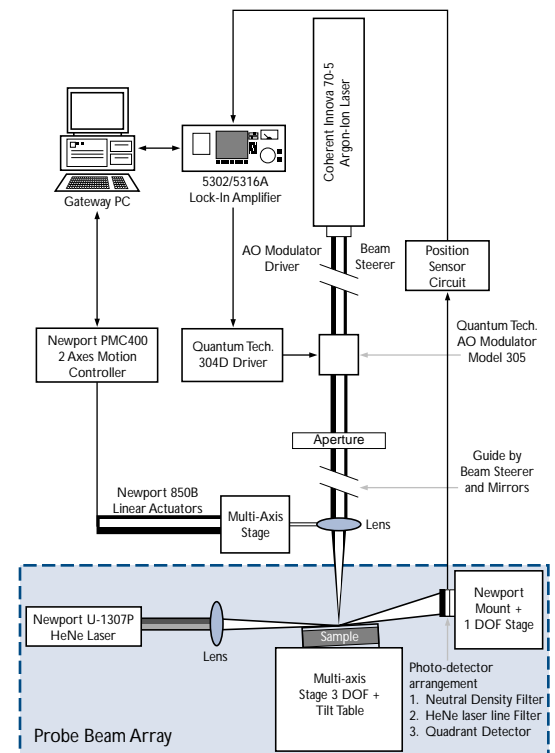 Coherent Innova 70-5
Argon-Ion Laser
Gateway PC
5302/5316A
Lock-In Amplifier
AO Modulator
Driver
Beam
Steerer
Position
Sensor
Circuit
Newport PMC400
2 Axes Motion
Controller
Quantum Tech.
304D Driver
Quantum Tech.
AO Modulator
Model 305
Aperture
Guide by
Beam Steerer
and Mirrors
Newport 850B
Linear Actuators
Multi-Axis
Stage
Lens
Newport U-1307P
HeNe Laser
Lens
Sample
Newport
Mount +
1 DOF Stage
Multi-axis
Stage 3 DOF +
Tilt Table
Photo-detector
arrangement
1. Neutral Density Filter
2. HeNe laser line Filter
3. Quadrant Detector
Probe Beam Array